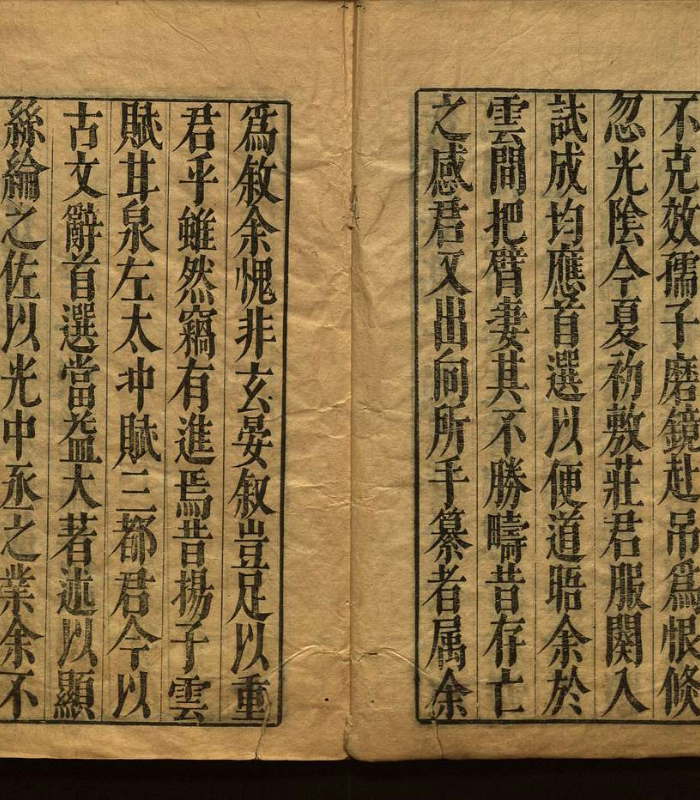 不克效孺子磨鏡赴吊爲恨倏
忽光陰今夏初敷莊君服闋入
試成均應首選以便道晤余於
雲間把臂妻其不勝疇昔存亡
之感君又出向所手纂者属余
爲敘余愧非玄晏叙豈足以重
君乎雖然竊有進焉昔揚子雲
賦甘泉左太冲賦三都君今以
古文辭首選當益大著述以顯
絲綸之佐以光中丞之業余不